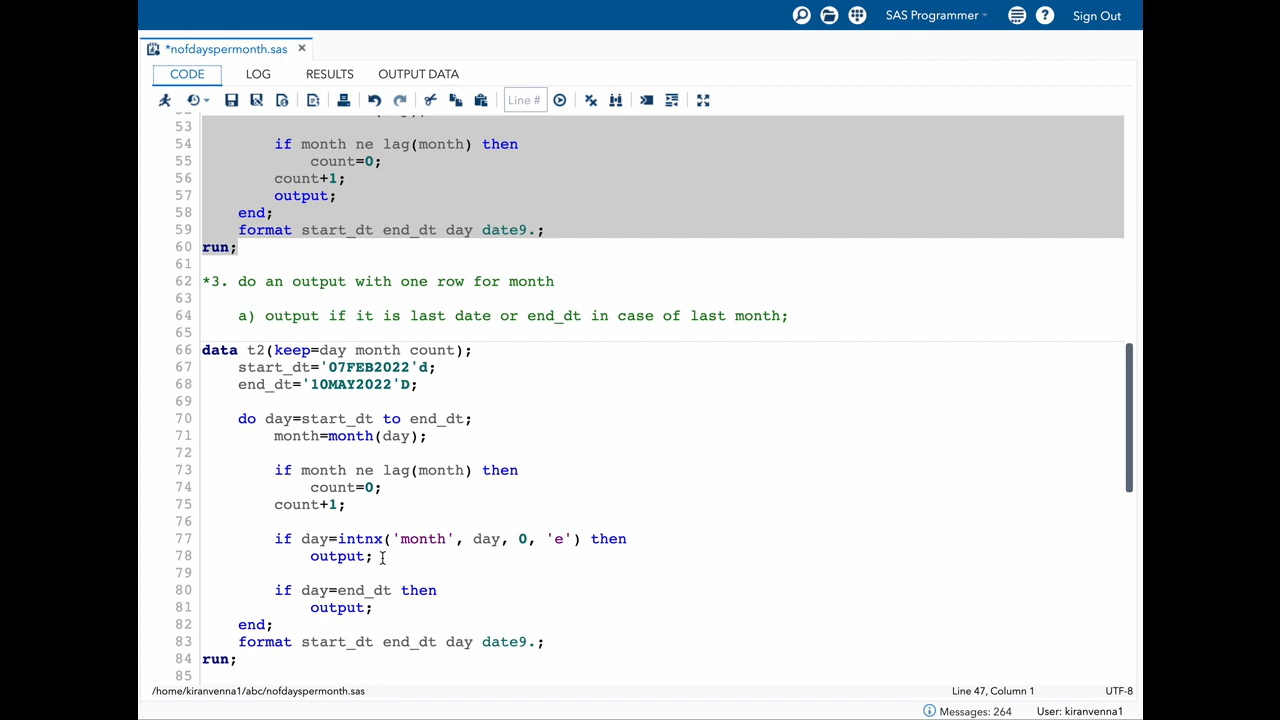 SAS Programmer
Sign Out
*nofdayspermonth.sas ×
CODE LOG RESULTS OUTPUT DATA
Line #
53
54 if month ne lag(month) then
55 count=0;
56 count+1;
57 output;
58 end;
59 format start_dt end_dt day date9.;
60 run;
61
62 *3. do an output with one row for month
63
64 a) output if it is last date or end_dt in case of last month;
65
66 data t2(keep=day month count);
67 start_dt='07FEB2022'd;
68 end_dt='10MAY2022'D;
69
70 do day=start_dt to end_dt;
71 month=month(day);
72
73 if month ne lag(month) then
74 count=0;
75 count+1;
76
77 if day=intnx('month', day, 0, 'e') then
78 output;
79
80 if day=end_dt then
81 output;
82 end;
83 format start_dt end_dt day date9.;
84 run;
85
/home/kiranvenna1/abc/nofdayspermonth.sas
Line 47, Column 1
UTF-8
Messages: 264
User: kiranvenna1